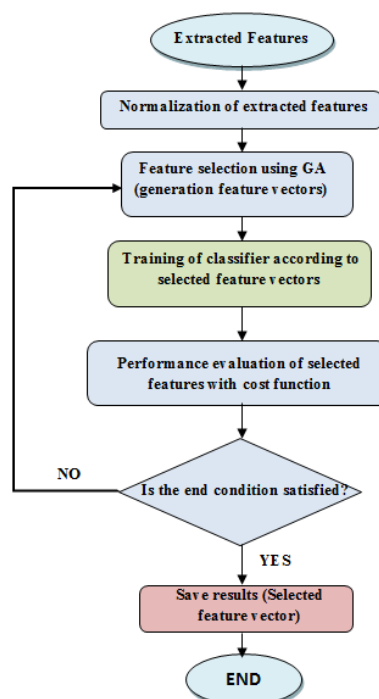 Extracted Features
Normalization of extracted features
Feature selection using GA
(generation feature vectors)
Training of classifier according to
selected feature vectors
Performance evaluation of selected
features with cost function
NO
Is the end condition satisfied?
YES
Save results (Selected
feature vector)
END